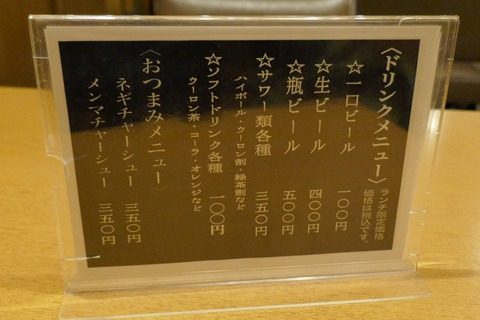 〈ドリンクメニュー〉
ランチ限定価格
価格は税込です。
☆一口ビール 一〇〇円
☆生ビール 四〇〇円
☆瓶ビール 五〇〇円
☆サワー類各種 三五〇円
ハイボール・ウーロン割・緑茶割など
☆ソフトドリンク各種 一〇〇円
ウーロン茶・コーラ・オレンジなど
〈おつまみメニュー〉
ネギチャーシュー 三五〇円
メンマチャーシュー 三五〇円